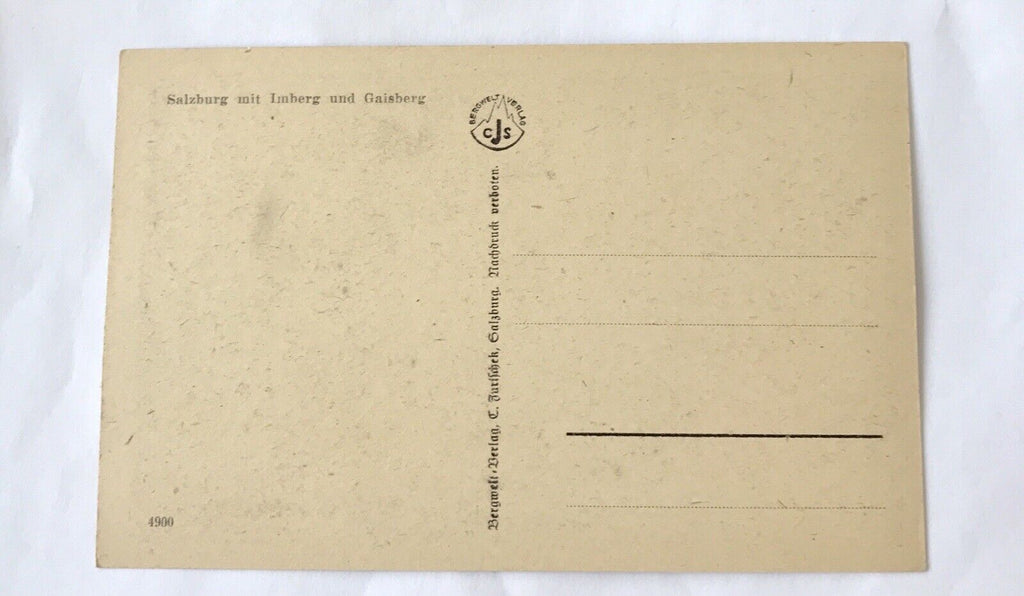 Salzburg mit Imberg und Gaisberg
BERGWELT VERLAG
CJS
Bergwelt-Verlag, C. Jurischek, Salzburg. Nachdruck verboten.
4900